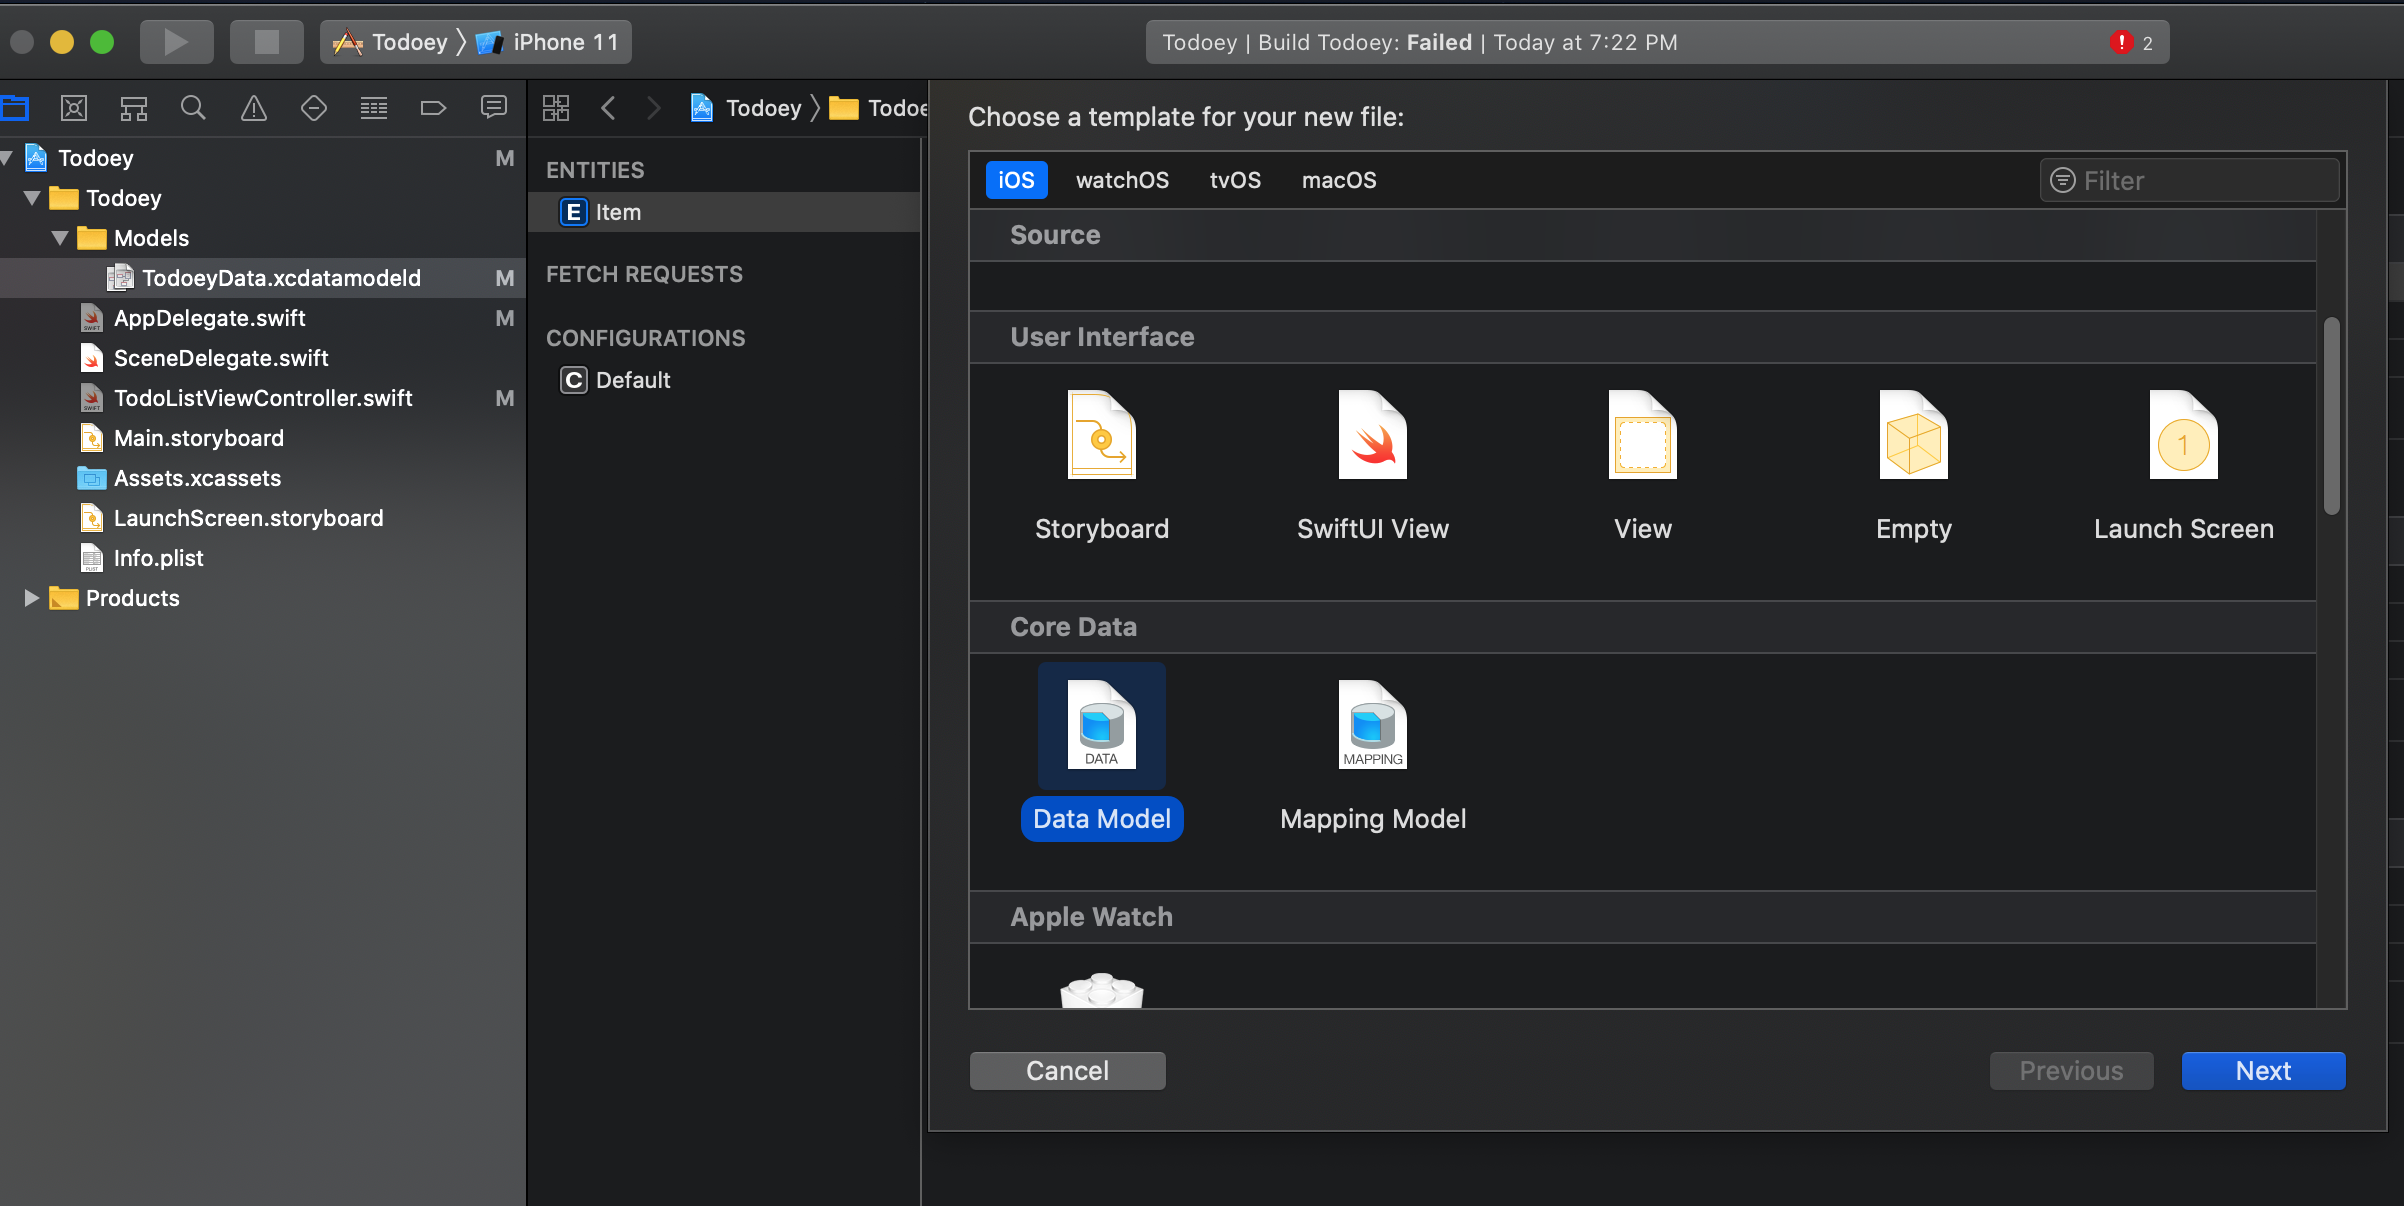 Todoey 〉 iPhone 11
Todoey | Build Todoey: Failed | Today at 7:22 PM
2
Todoey M
Todoey
Models
TodoeyData.xcdatamodeld M
AppDelegate.swift M
SceneDelegate.swift
TodoListViewController.swift M
Main.storyboard
Assets.xcassets
LaunchScreen.storyboard
Info.plist
Products
Todoey 〉 Todoe
ENTITIES
E Item
FETCH REQUESTS
CONFIGURATIONS
C Default
Choose a template for your new file:
iOS watchOS tvOS macOS
Filter
Source
User Interface
1
Storyboard SwiftUI View View Empty Launch Screen
Core Data
DATA MAPPING
Data Model Mapping Model
Apple Watch
Cancel Previous Next